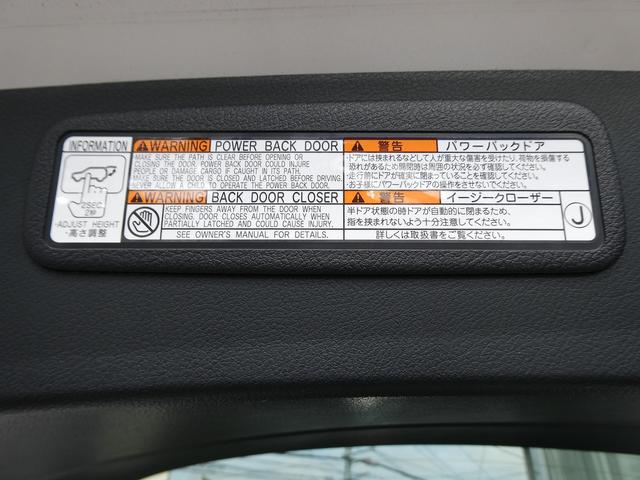 INFORMATION
2SEC.
2秒
-ADJUST HEIGHT
-高さ調整
WARNING POWER BACK DOOR
-MAKE SURE THE PATH IS CLEAR BEFORE OPENING OR
CLOSING THE DOOR. POWER BACK DOOR COULD INJURE
PEOPLE OR DAMAGE CARGO IF CAUGHT IN ITS PATH.
-MAKE SURE THE DOOR IS CLOSED AND LATCHED BEFORE DRIVING.
-NEVER ALLOW A CHILD TO OPERATE THE POWER BACK DOOR.
WARNING BACK DOOR CLOSER
KEEP FINGERS AWAY FROM THE DOOR WHEN
CLOSING. DOOR CLOSES AUTOMATICALLY WHEN
PARTIALLY LATCHED AND COULD CAUSE INJURY.
SEE OWNER'S MANUAL FOR DETAILS.
警告 パワーバックドア
・ドアには挟まれるなどして人が重大な傷害を受けたり、荷物を損傷する
恐れがあるため開閉時は周囲の状況を必ず確認してください。
・走行前にドアが確実に閉まっていることを確認してください。
・お子様にパワーバックドアの操作をさせないでください。
警告 イージークローザー
半ドア状態の時ドアが自動的に閉まるため、
指を挟まれないよう十分注意してください。
詳しくは取扱書をご覧ください。
J